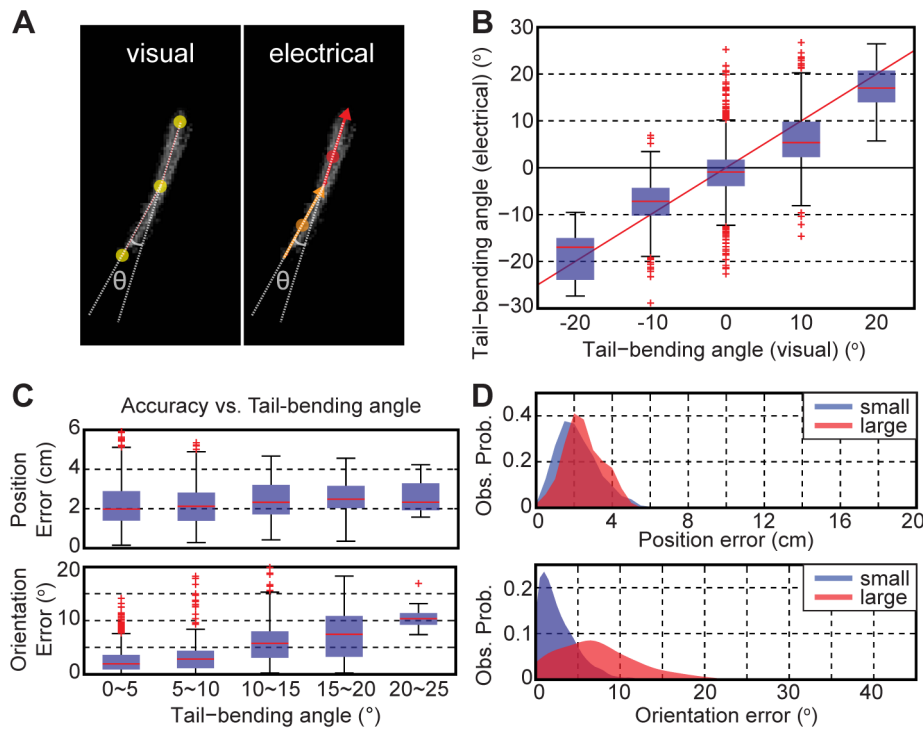 A
visual
electrical
θ
θ
B
Tail−bending angle (electrical) (°)
30
20
10
0
−10
−20
−30
-20
-10
0
10
20
Tail−bending angle (visual) (°)
C
Accuracy vs. Tail-bending angle
Position
Error (cm)
6
4
2
0
Orientation
Error (°)
20
10
0
0~5
5~10
10~15
15~20
20~25
Tail−bending angle (°)
D
Obs. Prob.
0.4
0.2
0
0
4
8
12
16
20
Position error (cm)
small
large
Obs. Prob.
0.2
0.1
0
0
10
20
30
40
Orientation error (°)
small
large